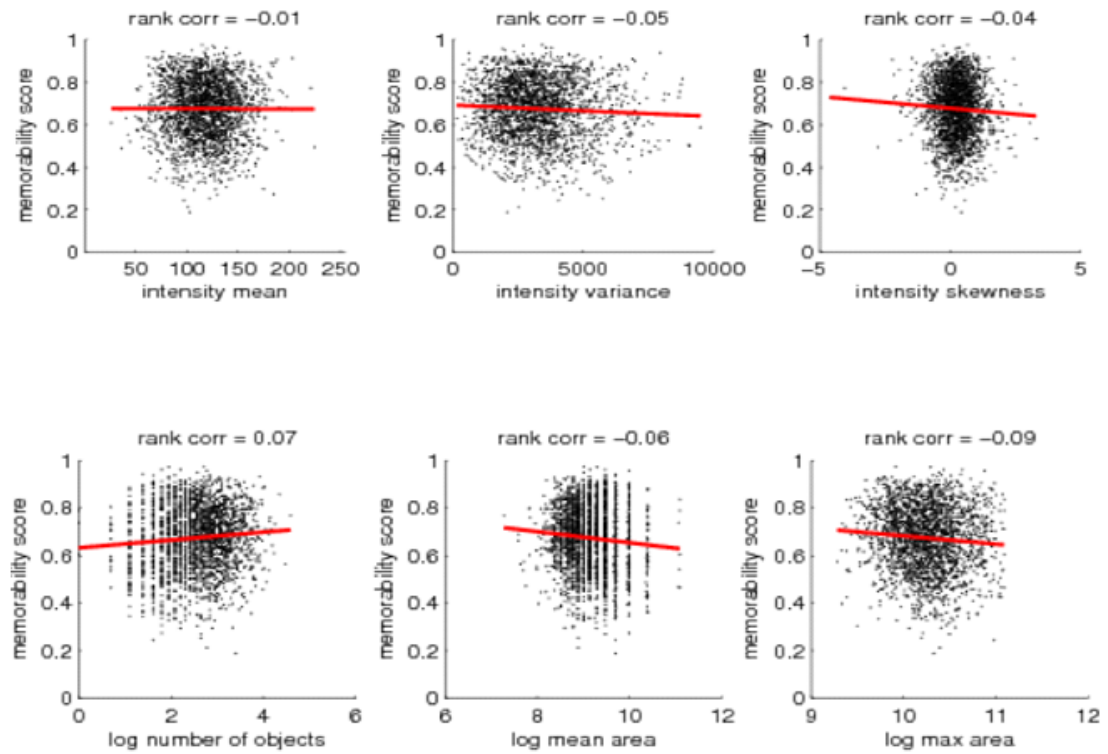 rank corr = −0.01
rank corr = −0.05
rank corr = −0.04
memorability score
1
0.8
0.6
0.4
0.2
0
50 100 150 200 250
intensity mean
memorability score
1
0.8
0.6
0.4
0.2
0
0 5000 10000
intensity variance
memorability score
1
0.8
0.6
0.4
0.2
0
−5 0 5
intensity skewness
rank corr = 0.07
rank corr = −0.06
rank corr = −0.09
memorability score
1
0.8
0.6
0.4
0.2
0
0 2 4 6
log number of objects
memorability score
1
0.8
0.6
0.4
0.2
0
6 8 10 12
log mean area
memorability score
1
0.8
0.6
0.4
0.2
0
9 10 11 12
log max area